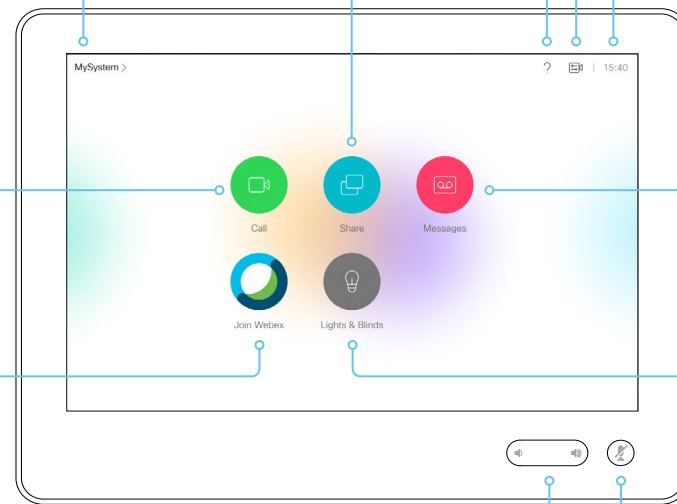 MySystem >
? | 15:40
Call Share Messages
Join Webex Lights & Blinds